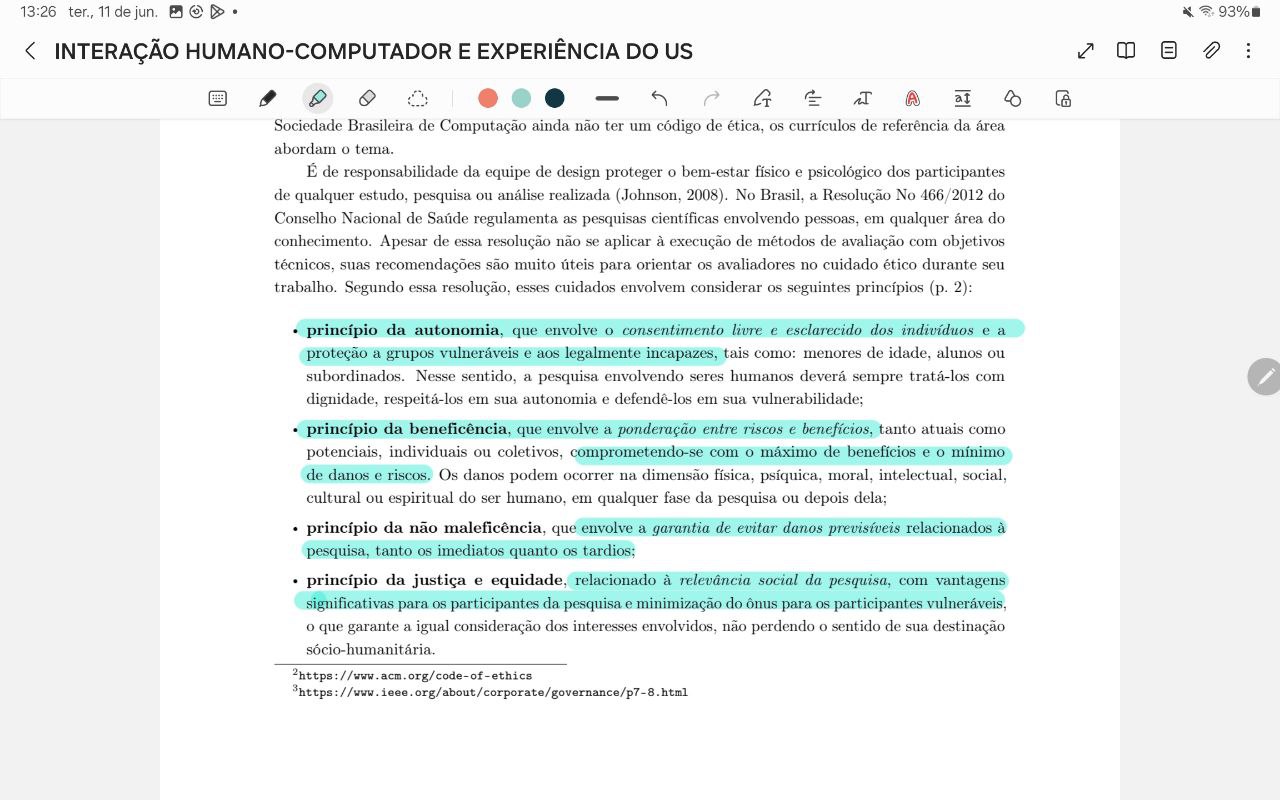 13:26 ter., 11 de jun.
93%
INTERAÇÃO HUMANO-COMPUTADOR E EXPERIÊNCIA DO US
Sociedade Brasileira de Computação ainda não ter um código de ética, os currículos de referência da área
abordam o tema.
É de responsabilidade da equipe de design proteger o bem-estar físico e psicológico dos participantes
de qualquer estudo, pesquisa ou análise realizada (Johnson, 2008). No Brasil, a Resolução No 466/2012 do
Conselho Nacional de Saúde regulamenta as pesquisas científicas envolvendo pessoas, em qualquer área do
conhecimento. Apesar de essa resolução não se aplicar à execução de métodos de avaliação com objetivos
técnicos, suas recomendações são muito úteis para orientar os avaliadores no cuidado ético durante seu
trabalho. Segundo essa resolução, esses cuidados envolvem considerar os seguintes princípios (p. 2):
• princípio da autonomia, que envolve o consentimento livre e esclarecido dos indivíduos e a
proteção a grupos vulneráveis e aos legalmente incapazes, tais como: menores de idade, alunos ou
subordinados. Nesse sentido, a pesquisa envolvendo seres humanos deverá sempre tratá-los com
dignidade, respeitá-los em sua autonomia e defendê-los em sua vulnerabilidade;
• princípio da beneficência, que envolve a ponderação entre riscos e benefícios, tanto atuais como
potenciais, individuais ou coletivos, comprometendo-se com o máximo de benefícios e o mínimo
de danos e riscos. Os danos podem ocorrer na dimensão física, psíquica, moral, intelectual, social,
cultural ou espiritual do ser humano, em qualquer fase da pesquisa ou depois dela;
• princípio da não maleficência, que envolve a garantia de evitar danos previsíveis relacionados à
pesquisa, tanto os imediatos quanto os tardios;
• princípio da justiça e equidade, relacionado à relevância social da pesquisa, com vantagens
significativas para os participantes da pesquisa e minimização do ônus para os participantes vulneráveis,
o que garante a igual consideração dos interesses envolvidos, não perdendo o sentido de sua destinação
sócio-humanitária.
2https://www.acm.org/code-of-ethics
3https://www.ieee.org/about/corporate/governance/p7-8.html